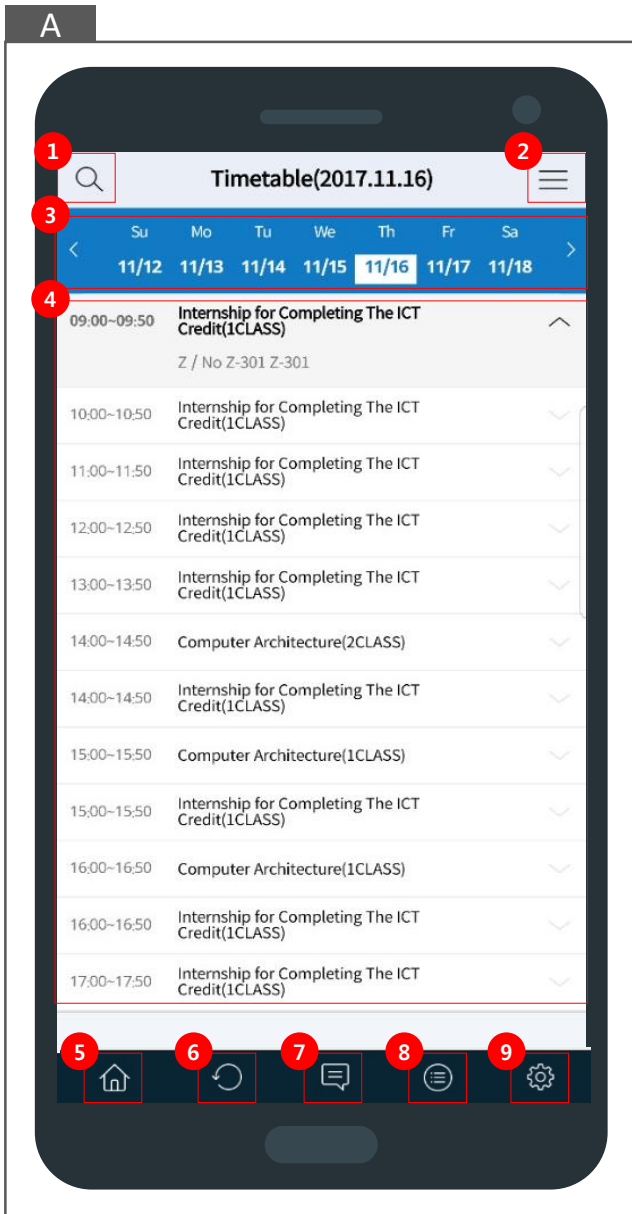 A
1
2
Timetable(2017.11.16)
3
Su Mo Tu We Th Fr Sa
11/12 11/13 11/14 11/15 11/16 11/17 11/18
4
09:00~09:50 Internship for Completing The ICT
Credit(1CLASS)
Z / No Z-301 Z-301
10:00~10:50 Internship for Completing The ICT
Credit(1CLASS)
11:00~11:50 Internship for Completing The ICT
Credit(1CLASS)
12:00~12:50 Internship for Completing The ICT
Credit(1CLASS)
13:00~13:50 Internship for Completing The ICT
Credit(1CLASS)
14:00~14:50 Computer Architecture(2CLASS)
14:00~14:50 Internship for Completing The ICT
Credit(1CLASS)
15:00~15:50 Computer Architecture(1CLASS)
15:00~15:50 Internship for Completing The ICT
Credit(1CLASS)
16:00~16:50 Computer Architecture(1CLASS)
16:00~16:50 Internship for Completing The ICT
Credit(1CLASS)
17:00~17:50 Internship for Completing The ICT
Credit(1CLASS)
5 6 7 8 9